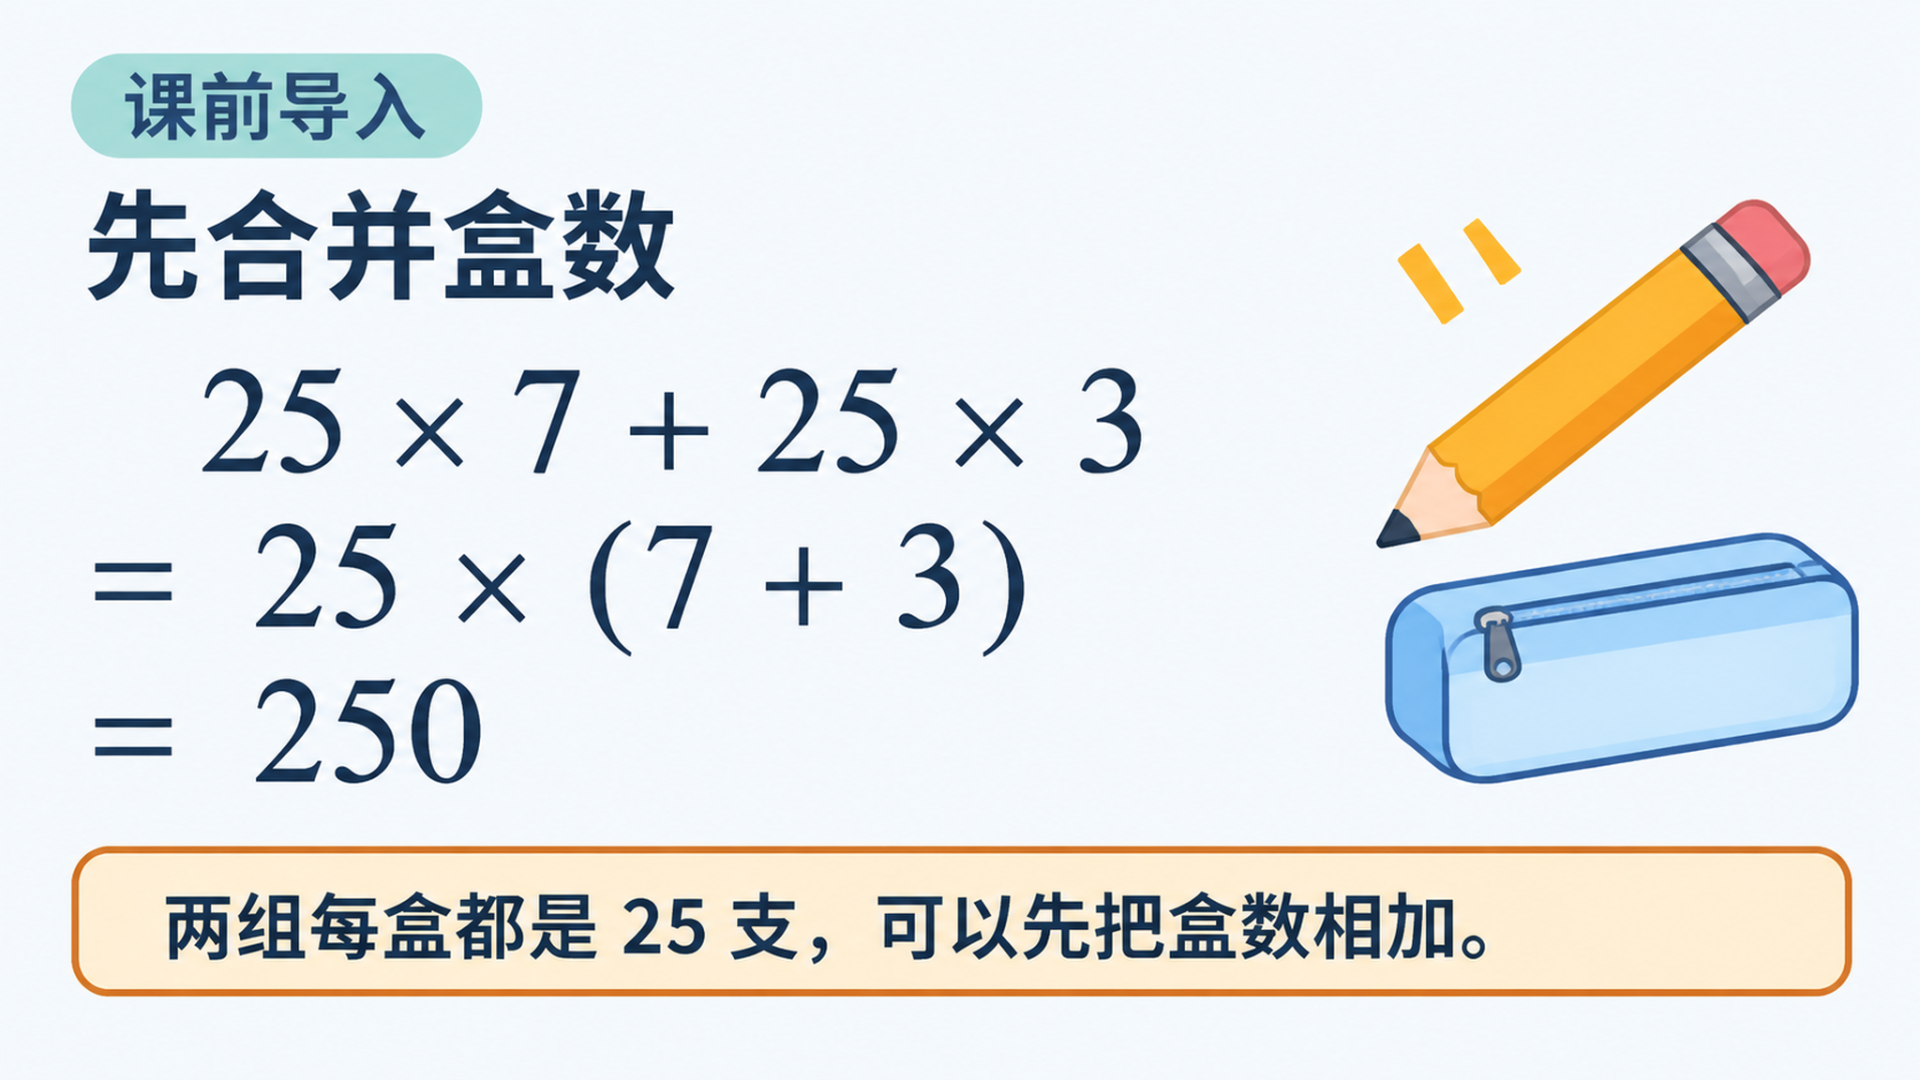 课前导入
先合并盒数
25 × 7 + 25 × 3
= 25 × (7 + 3)
= 250
两组每盒都是 25 支，可以先把盒数相加。